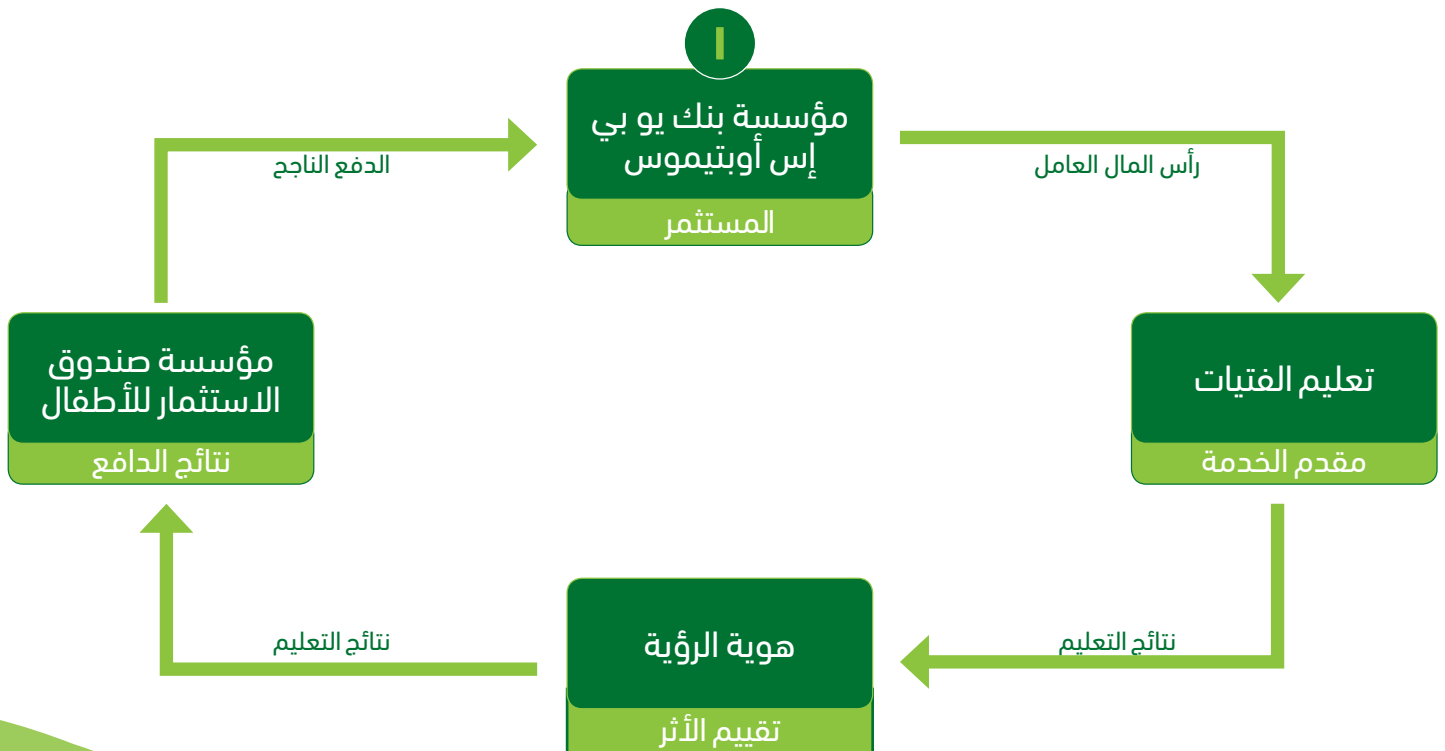 ١
مؤسسة بنك يو بي
إس أوبتيموس
المستثمر
رأس المال العامل
الدفع الناجح
تعليم الفتيات
مقدم الخدمة
مؤسسة صندوق
الاستثمار للأطفال
نتائج الدافع
نتائج التعليم
هوية الرؤية
تقييم الأثر
نتائج التعليم